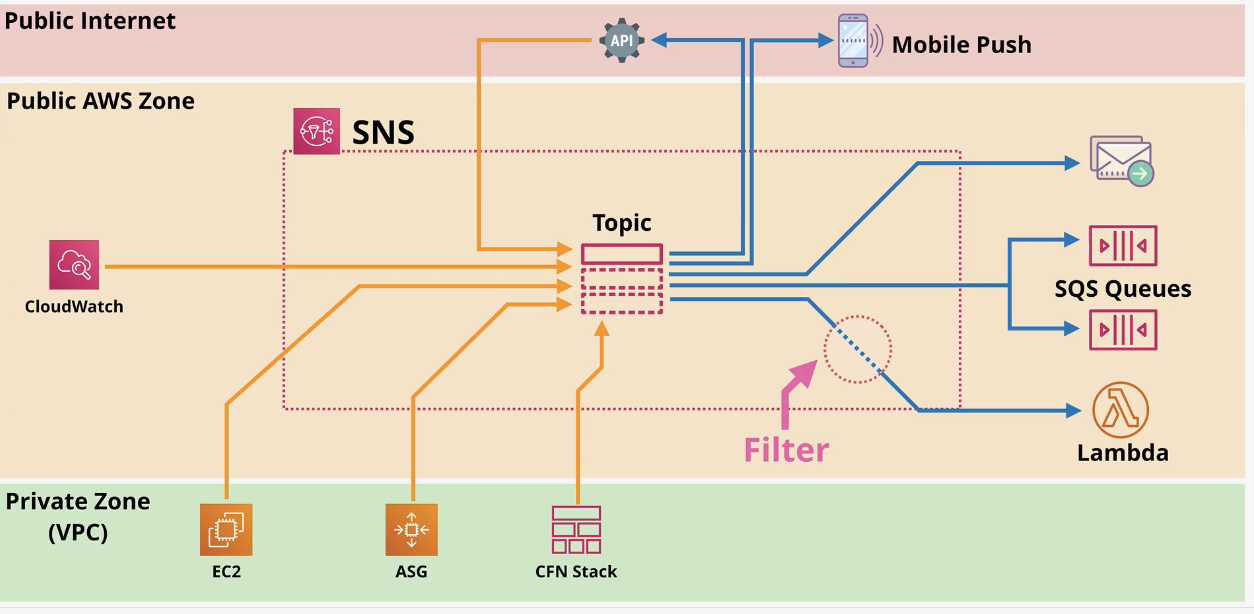 Public Internet
API
Mobile Push
Public AWS Zone
SNS
Topic
CloudWatch
SQS Queues
Filter
Lambda
Private Zone
(VPC)
EC2
ASG
CFN Stack